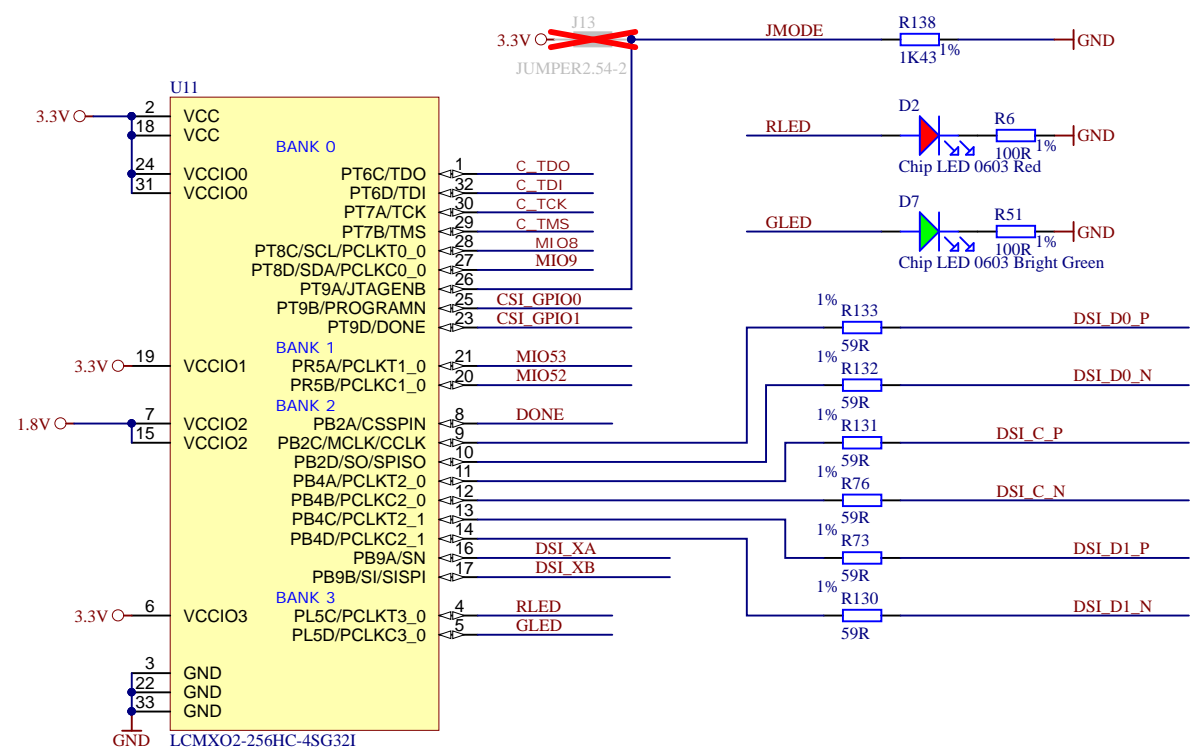 J13
3.3V
JMODE
R138
1%
1K43
GND
JUMPER2.54-2
U11
3.3V
2 VCC
18 VCC
24 VCCIO0
31 VCCIO0
BANK 0
PT6C/TDO 1 C_TDO
PT6D/TDI 32 C_TDI
PT7A/TCK 30 C_TCK
PT7B/TMS 29 C_TMS
PT8C/SCL/PCLKT0_0 28 MIO8
PT8D/SDA/PCLKC0_0 27 MIO9
PT9A/JTAGENB 26
PT9B/PROGRAMN 25 CSI_GPIO0
PT9D/DONE 23 CSI_GPIO1
BANK 1
3.3V 19 VCCIO1
PR5A/PCLKT1_0 21 MIO53
PR5B/PCLKC1_0 20 MIO52
BANK 2
1.8V 7 VCCIO2
15 VCCIO2
PB2A/CSSPIN 8 DONE
PB2C/MCLK/CCLK 9
PB2D/SO/SPISO 10
PB4A/PCLKT2_0 11
PB4B/PCLKC2_0 12
PB4C/PCLKT2_1 13
PB4D/PCLKC2_1 14
PB9A/SN 16 DSI_XA
PB9B/SI/SISPI 17 DSI_XB
BANK 3
3.3V 6 VCCIO3
PL5C/PCLKT3_0 4 RLED
PL5D/PCLKC3_0 5 GLED
3 GND
22 GND
33 GND
GND
LCMXO2-256HC-4SG32I
RLED
D2
R6
1%
100R
GND
Chip LED 0603 Red
GLED
D7
R51
1%
100R
GND
Chip LED 0603 Bright Green
1%
R133
59R
DSI_D0_P
1%
R132
59R
DSI_D0_N
1%
R131
59R
DSI_C_P
1%
R76
59R
DSI_C_N
1%
R73
59R
DSI_D1_P
1%
R130
59R
DSI_D1_N